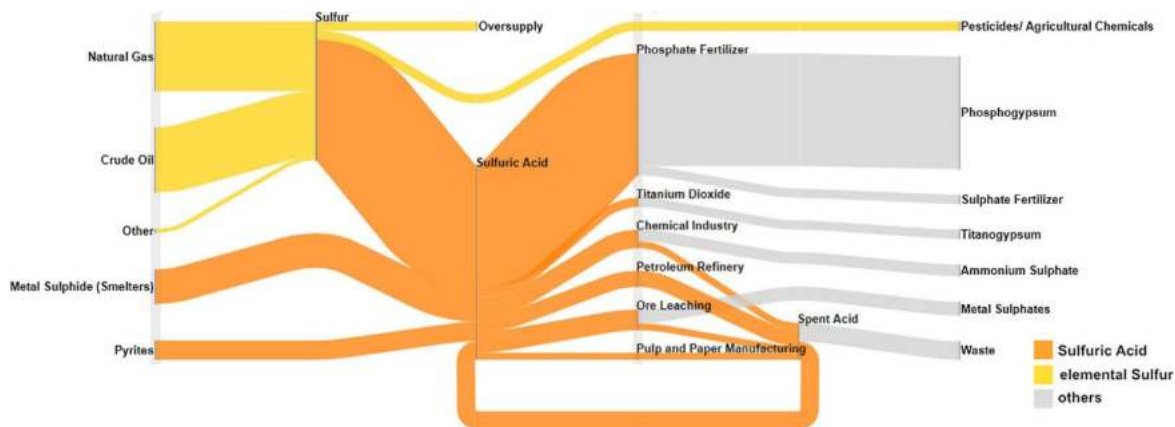 Sulfur
Oversupply
Pesticides/ Agricultural Chemicals
Natural Gas
Phosphate Fertilizer
Phosphogypsum
Crude Oil
Sulfuric Acid
Titanium Dioxide
Sulphate Fertilizer
Other
Chemical Industry
Titanogypsum
Petroleum Refinery
Ammonium Sulphate
Metal Sulphide (Smelters)
Ore Leaching
Metal Sulphates
Spent Acid
Pyrites
Pulp and Paper Manufacturing
Waste
Sulfuric Acid
elemental Sulfur
others